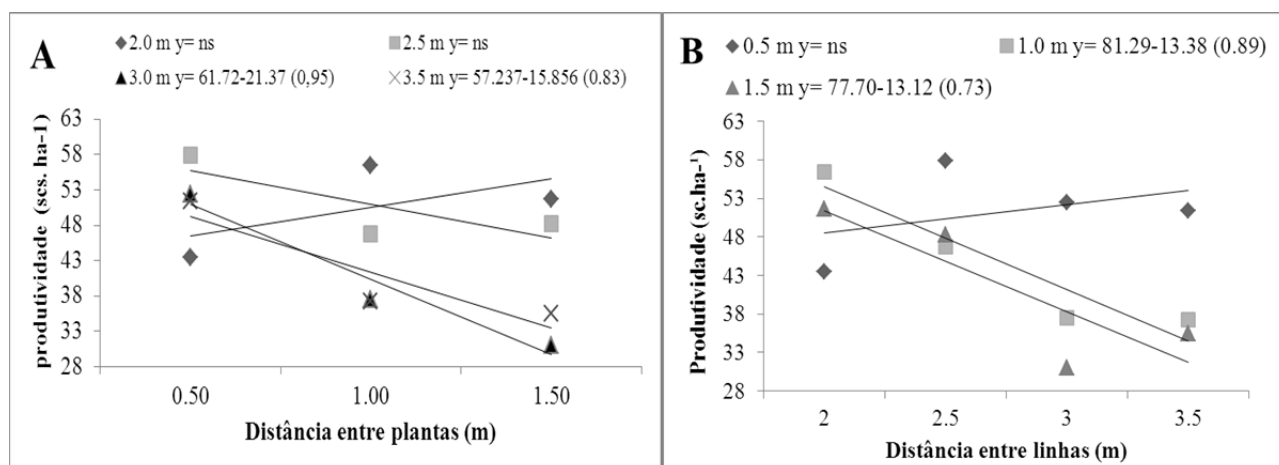 A
2.0 m y= ns
2.5 m y= ns
3.0 m y= 61.72-21.37 (0,95)
3.5 m y= 57.237-15.856 (0.83)
produtividade (scs. ha-1)
63
58
53
48
43
38
33
28
0.50 1.00 1.50
Distância entre plantas (m)
B
0.5 m y= ns
1.0 m y= 81.29-13.38 (0.89)
1.5 m y= 77.70-13.12 (0.73)
Produtividade (sc.ha-¹)
63
58
53
48
43
38
33
28
2 2.5 3 3.5
Distância entre linhas (m)